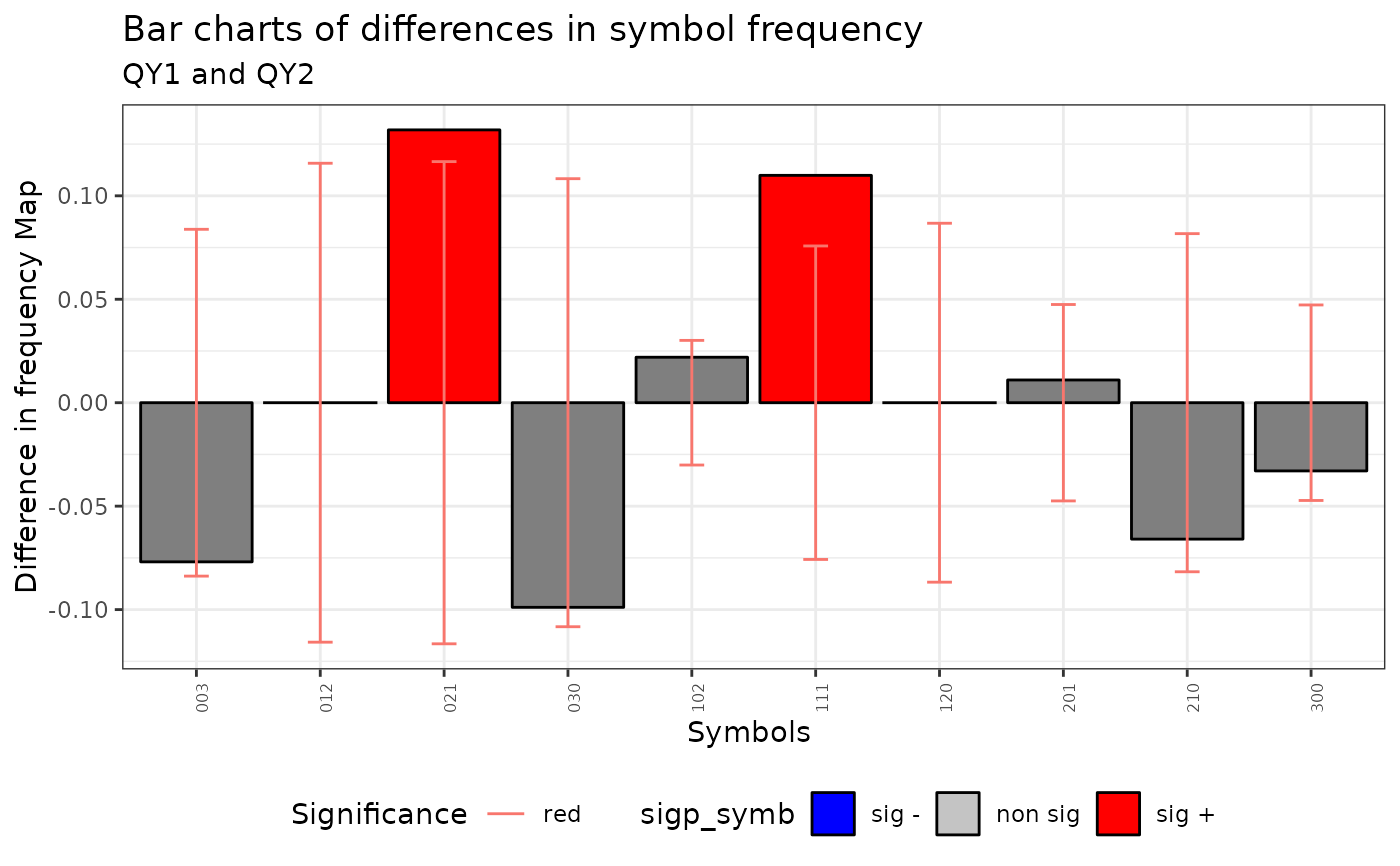 Bar charts of differences in symbol frequency
QY1 and QY2
Difference in frequency Map
0.10
0.05
0.00
-0.05
-0.10
003 012 021 030 102 111 120 201 210 300
Symbols
Significance red sigp_symb sig - non sig sig +